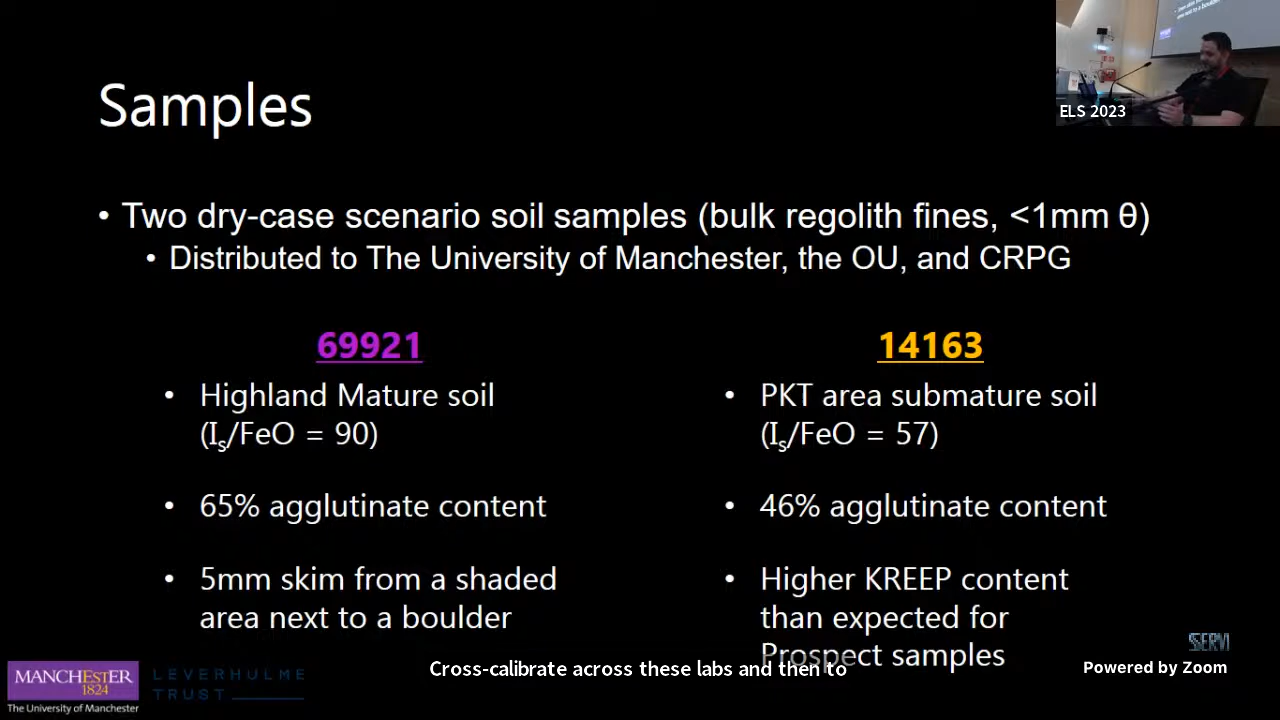 Samples
ELS 2023
• Two dry-case scenario soil samples (bulk regolith fines, <1mm θ)
• Distributed to The University of Manchester, the OU, and CRPG
69921
• Highland Mature soil
(Is/FeO = 90)
• 65% agglutinate content
• 5mm skim from a shaded
area next to a boulder
14163
• PKT area submature soil
(Is/FeO = 57)
• 46% agglutinate content
• Higher KREEP content
than expected for
Prospect samples
Cross-calibrate across these labs and then to
MANCHESTER
1824
The University of Manchester
LEVERHULME
TRUST
Powered by Zoom